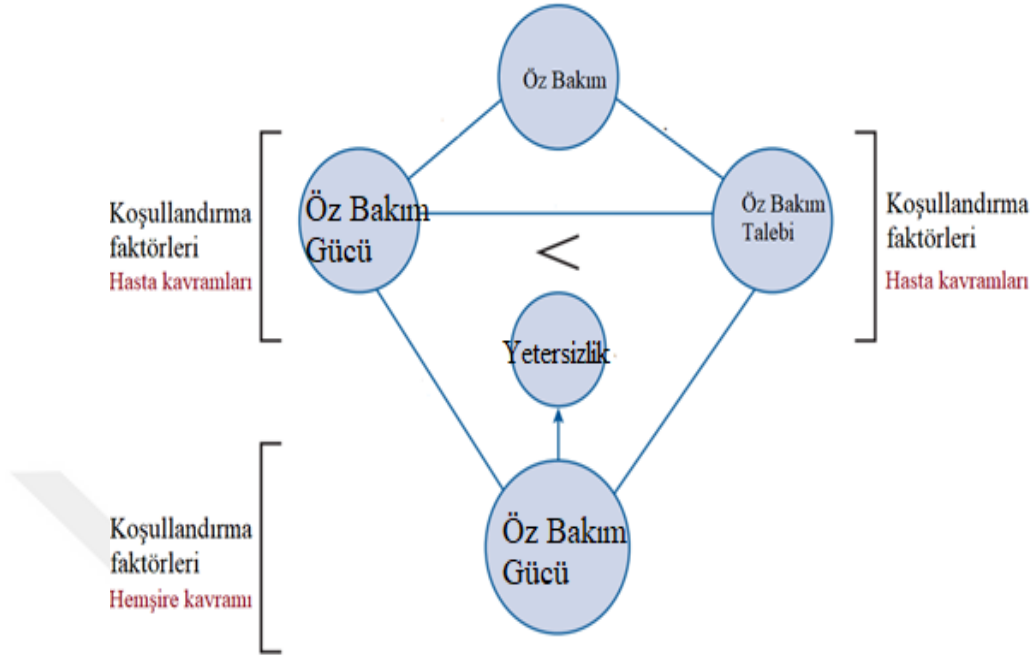 Öz Bakım
Koşullandırma
faktörleri
Hasta kavramları
Öz Bakım
Gücü
<
Öz Bakım
Talebi
Koşullandırma
faktörleri
Hasta kavramları
Yetersizlik
Koşullandırma
faktörleri
Hemşire kavramı
Öz Bakım
Gücü